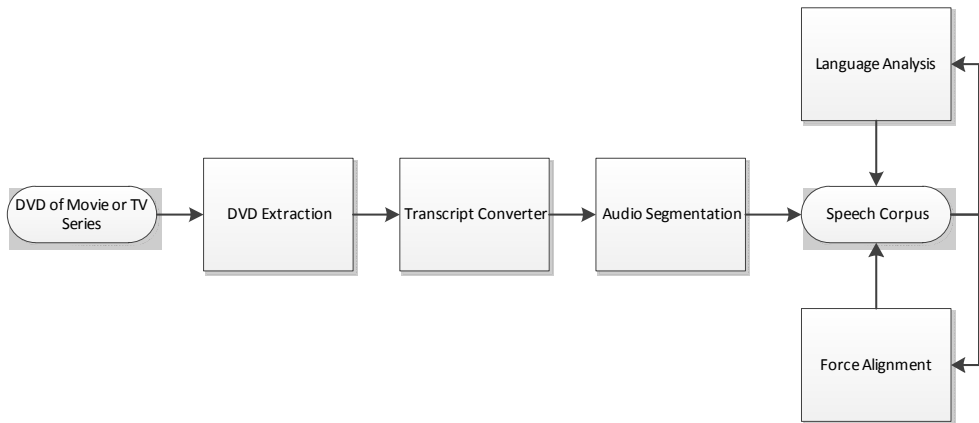 Language Analysis
DVD of Movie or TV
Series
DVD Extraction
Transcript Converter
Audio Segmentation
Speech Corpus
Force Alignment